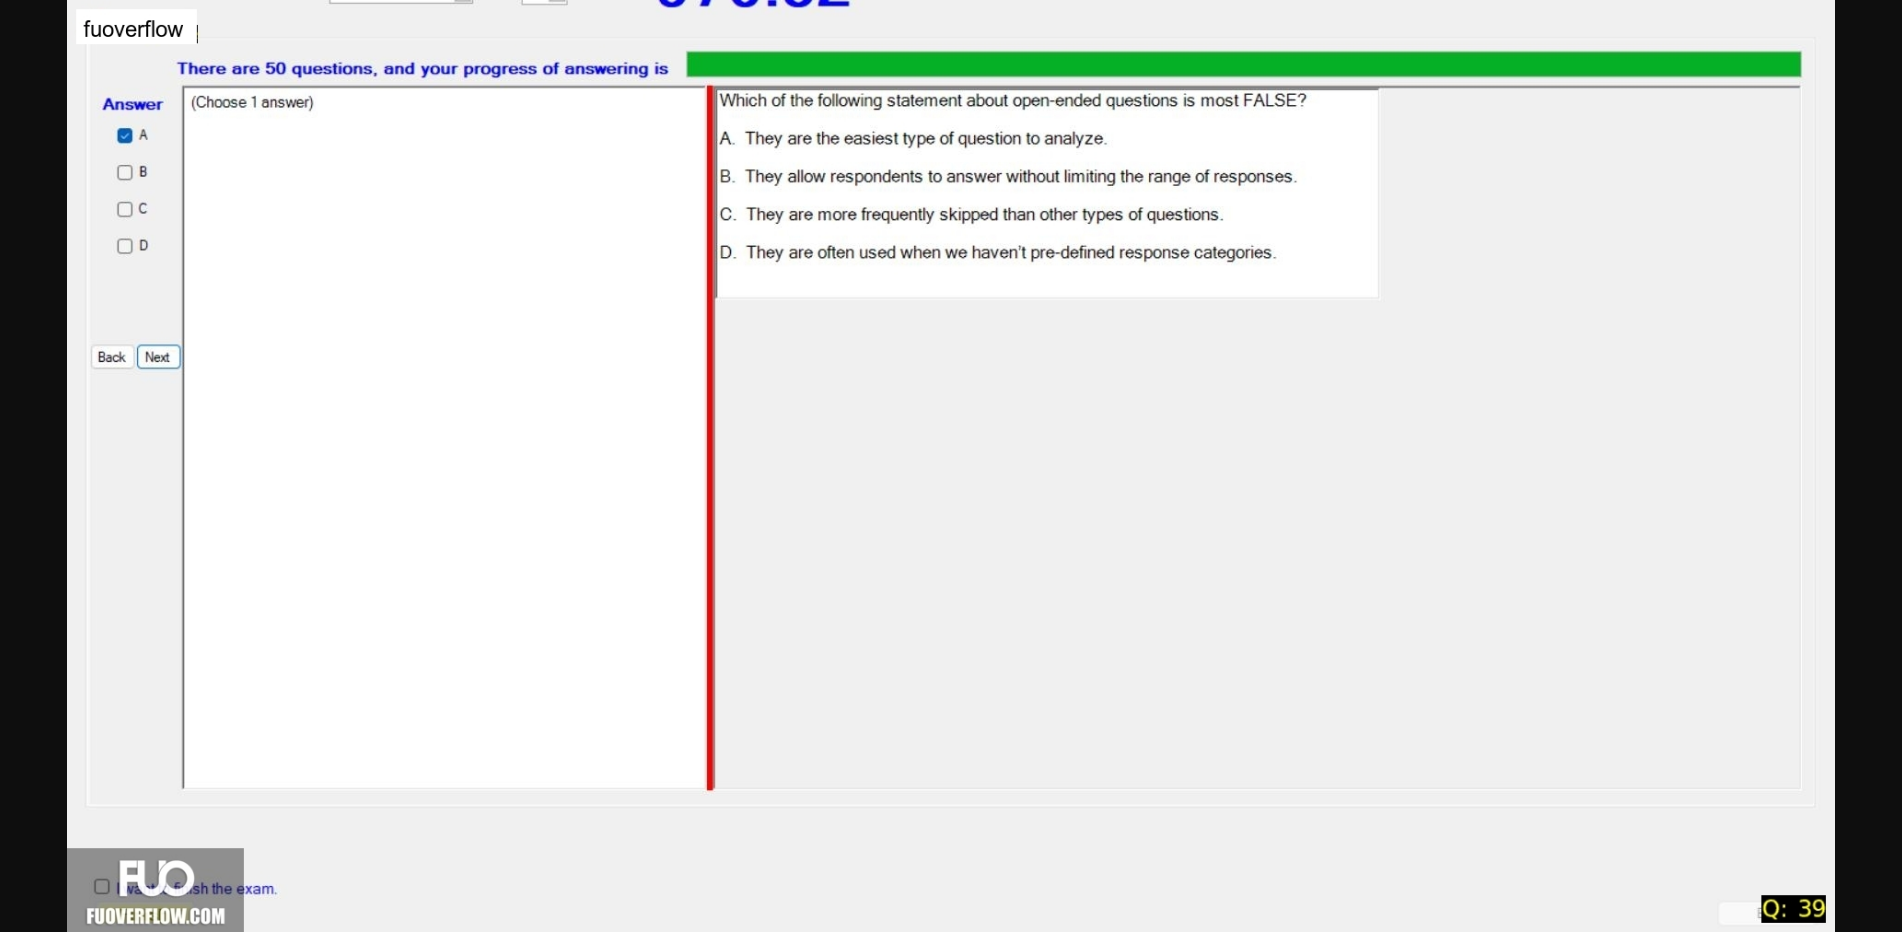 fuoverflow
There are 50 questions, and your progress of answering is
Answer
A
B
C
D
Back
Next
(Choose 1 answer)
Which of the following statement about open-ended questions is most FALSE?
A. They are the easiest type of question to analyze.
B. They allow respondents to answer without limiting the range of responses.
C. They are more frequently skipped than other types of questions.
D. They are often used when we haven't pre-defined response categories.
I want to finish the exam.
FUO
FUOVERFLOW.COM
Q: 39